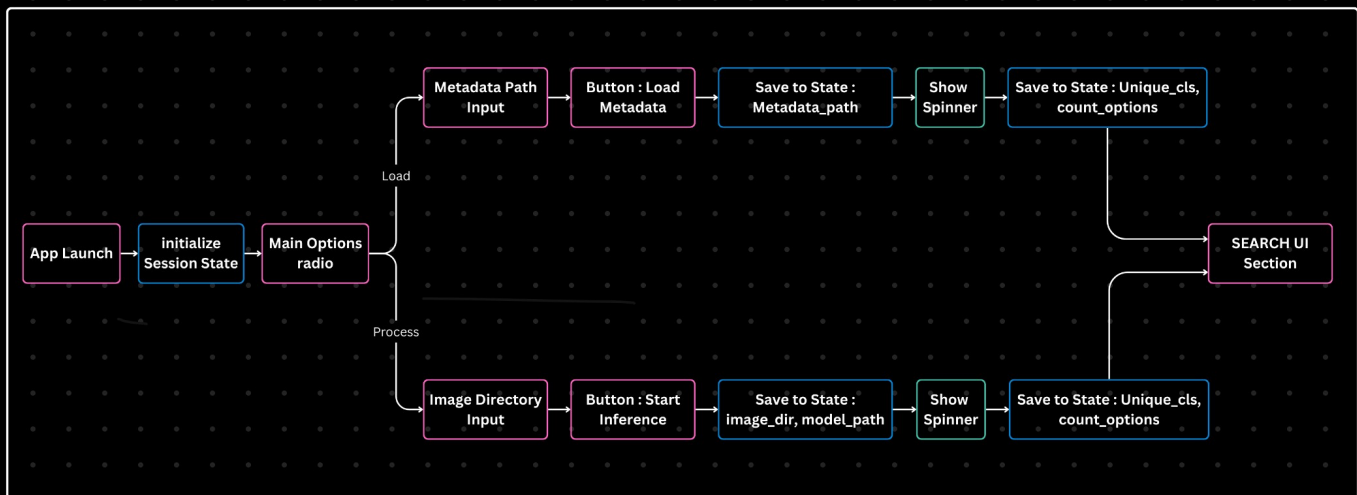 Metadata Path
Input
Button : Load
Metadata
Save to State :
Metadata_path
Show
Spinner
Save to State : Unique_cls,
count_options
Load
App Launch
initialize
Session State
Main Options
radio
SEARCH UI
Section
Process
Image Directory
Input
Button : Start
Inference
Save to State :
image_dir, model_path
Show
Spinner
Save to State : Unique_cls,
count_options